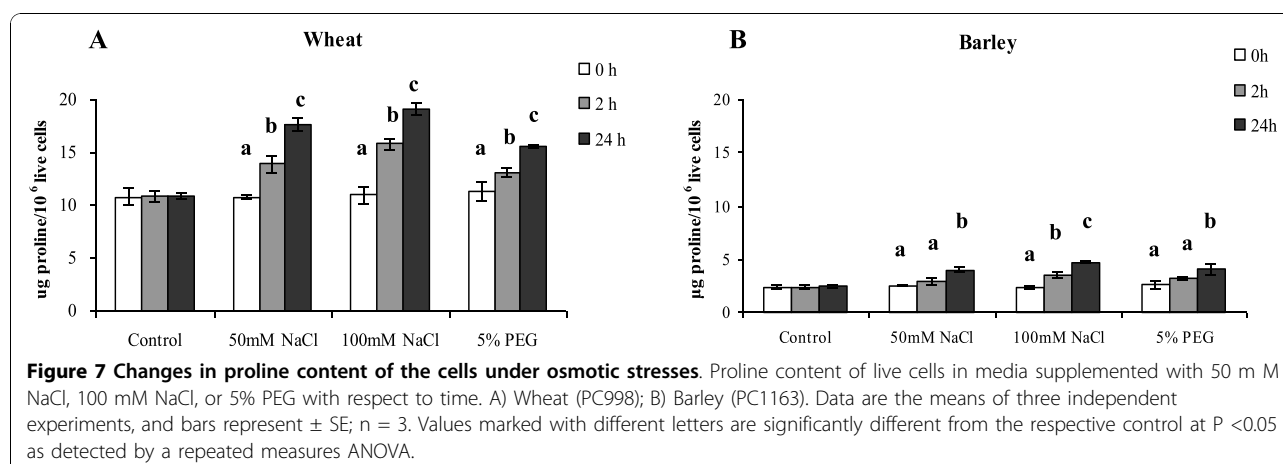 A
Wheat
0 h
2 h
24 h
ug proline/10 6 live cells
20
15
10
5
0
a b c
a b c
a b c
Control 50mM NaCl 100mM NaCl 5% PEG
B
Barley
0h
2h
24h
µg proline/10 6 live cells
20
15
10
5
0
a a b
a b c
a a b
Control 50mM NaCl 100mM NaCl 5% PEG
Figure 7 Changes in proline content of the cells under osmotic stresses. Proline content of live cells in media supplemented with 50 m M
NaCl, 100 mM NaCl, or 5% PEG with respect to time. A) Wheat (PC998); B) Barley (PC1163). Data are the means of three independent
experiments, and bars represent ± SE; n = 3. Values marked with different letters are significantly different from the respective control at P <0.05
as detected by a repeated measures ANOVA.